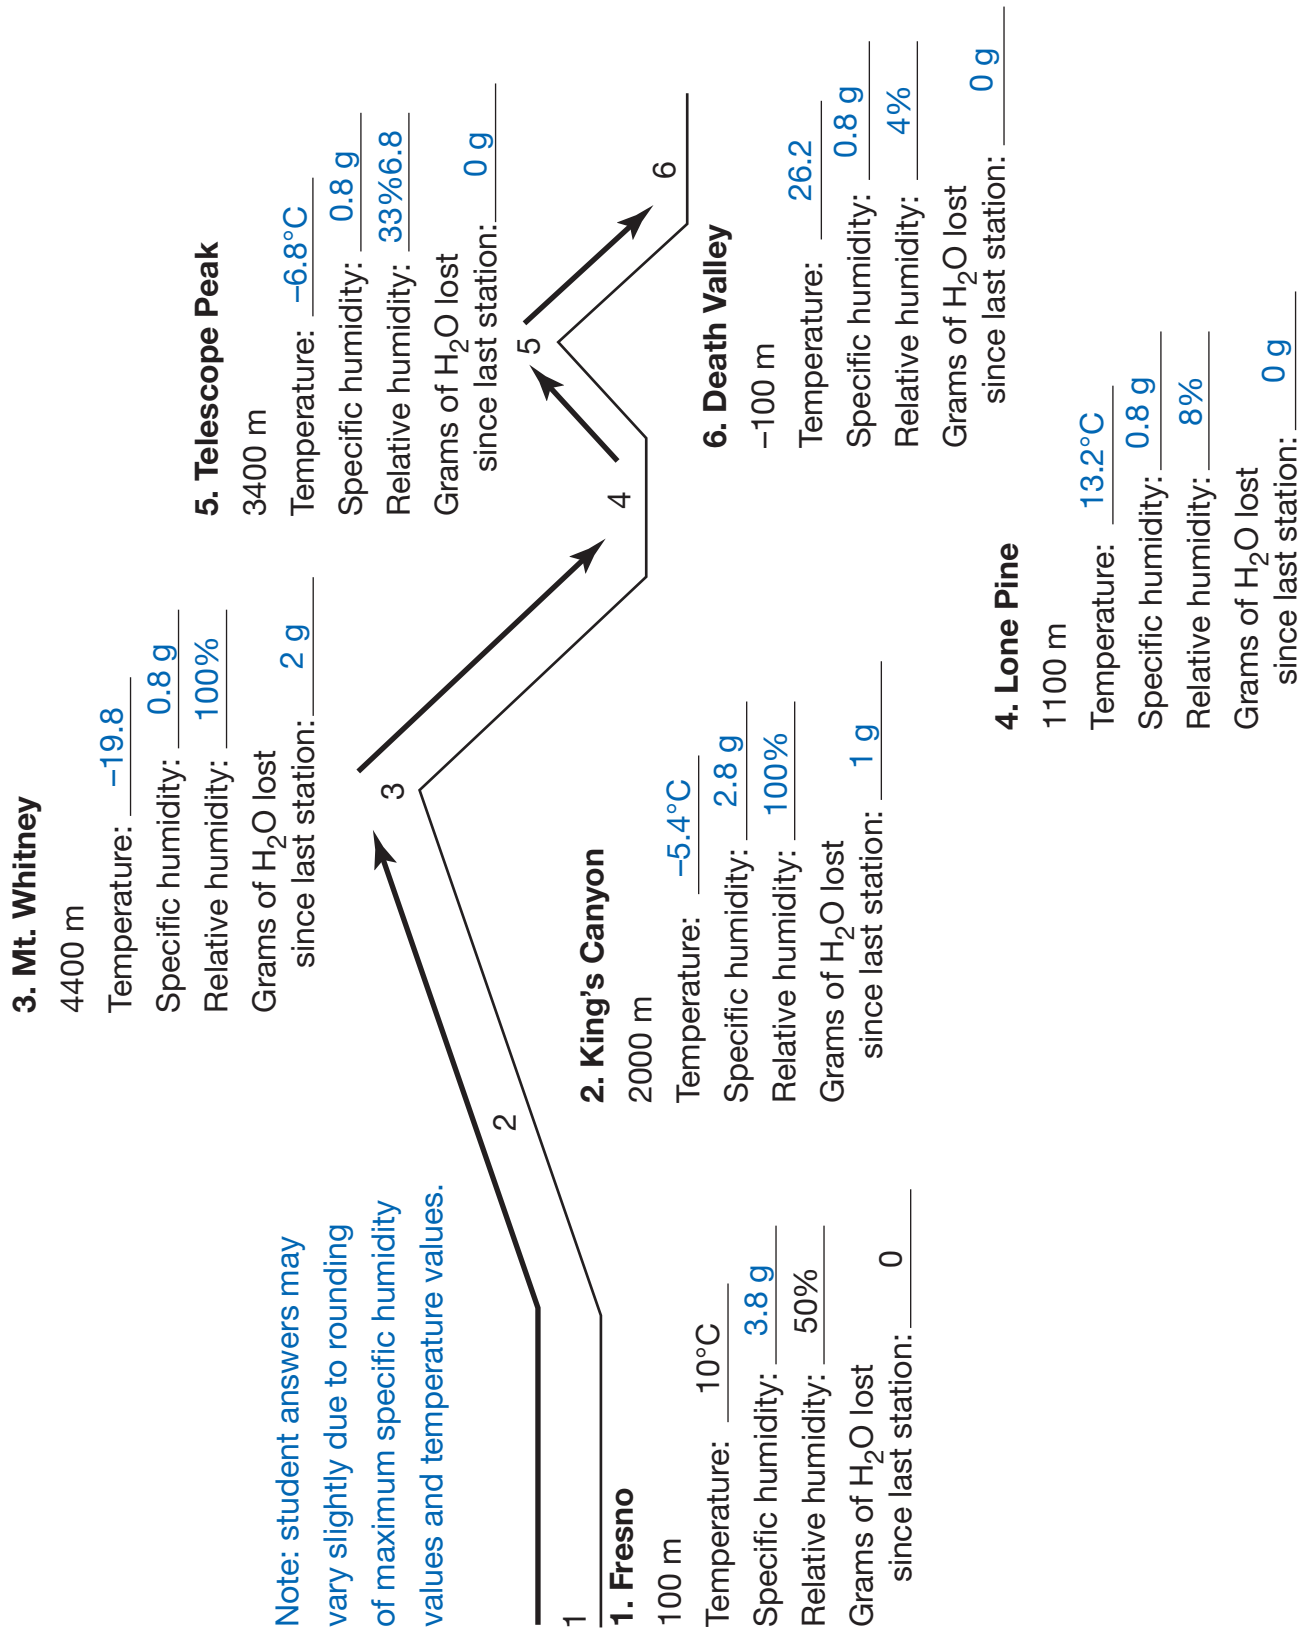 3. Mt. Whitney
4400 m
Temperature: –19.8
Specific humidity: 0.8 g
Relative humidity: 100%
Grams of H₂O lost
since last station: 2 g
5. Telescope Peak
3400 m
Temperature: –6.8°C
Specific humidity: 0.8 g
Relative humidity: 33%6.8
Grams of H₂O lost
since last station: 0 g
Note: student answers may
vary slightly due to rounding
of maximum specific humidity
values and temperature values.
1
2
3
4
5
6
1. Fresno
100 m
Temperature: 10°C
Specific humidity: 3.8 g
Relative humidity: 50%
Grams of H₂O lost
since last station: 0
2. King’s Canyon
2000 m
Temperature: –5.4°C
Specific humidity: 2.8 g
Relative humidity: 100%
Grams of H₂O lost
since last station: 1 g
6. Death Valley
–100 m
Temperature: 26.2
Specific humidity: 0.8 g
Relative humidity: 4%
Grams of H₂O lost
since last station: 0 g
4. Lone Pine
1100 m
Temperature: 13.2°C
Specific humidity: 0.8 g
Relative humidity: 8%
Grams of H₂O lost
since last station: 0 g